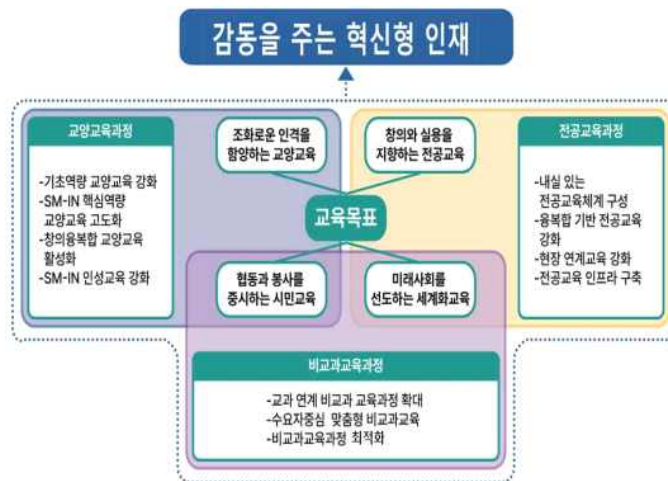 감동을 주는 혁신형 인재
교양교육과정
-기초역량 교양교육 강화
-SM-IN 핵심역량
교양교육 고도화
-창의융복합 교양교육
활성화
-SM-IN 인성교육 강화
조화로운 인격을
함양하는 교양교육
창의와 실용을
지향하는 전공교육
교육목표
협동과 봉사를
중시하는 시민교육
미래사회를
선도하는 세계화교육
전공교육과정
-내실 있는
전공교육체계 구성
-융복합 기반 전공교육
강화
-현장 연계교육 강화
-전공교육 인프라 구축
비교과교육과정
-교과 연계 비교과 교육과정 확대
-수요자중심 맞춤형 비교과교육
-비교과교육과정 최적화